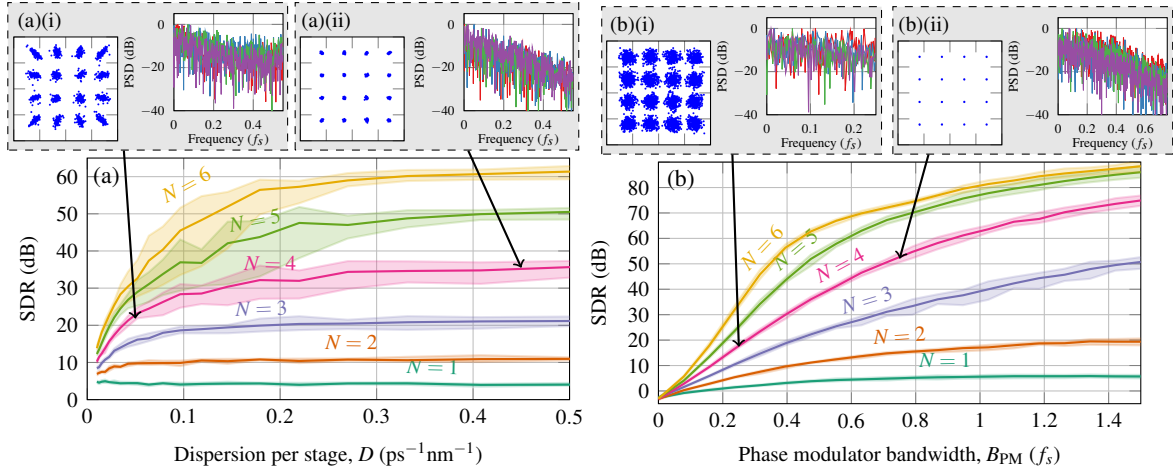 (a)(i)
(a)(ii)
(b)(i)
(b)(ii)
PSD (dB)
0
−20
−40
0 0.2 0.4
Frequency (fs)
PSD (dB)
0
−20
−40
0 0.2 0.4
Frequency (fs)
PSD (dB)
0
−20
−40
0 0.1 0.2
Frequency (fs)
PSD (dB)
0
−20
−40
0 0.2 0.4 0.6
Frequency (fs)
(a)
SDR (dB)
60
50
40
30
20
10
0
N = 6
N = 5
N = 4
N = 3
N = 2
N = 1
0 0.1 0.2 0.3 0.4 0.5
Dispersion per stage, D (ps−1nm−1)
(b)
SDR (dB)
80
70
60
50
40
30
20
10
0
N = 6
N = 5
N = 4
N = 3
N = 2
N = 1
0 0.2 0.4 0.6 0.8 1 1.2 1.4
Phase modulator bandwidth, BPM (fs)